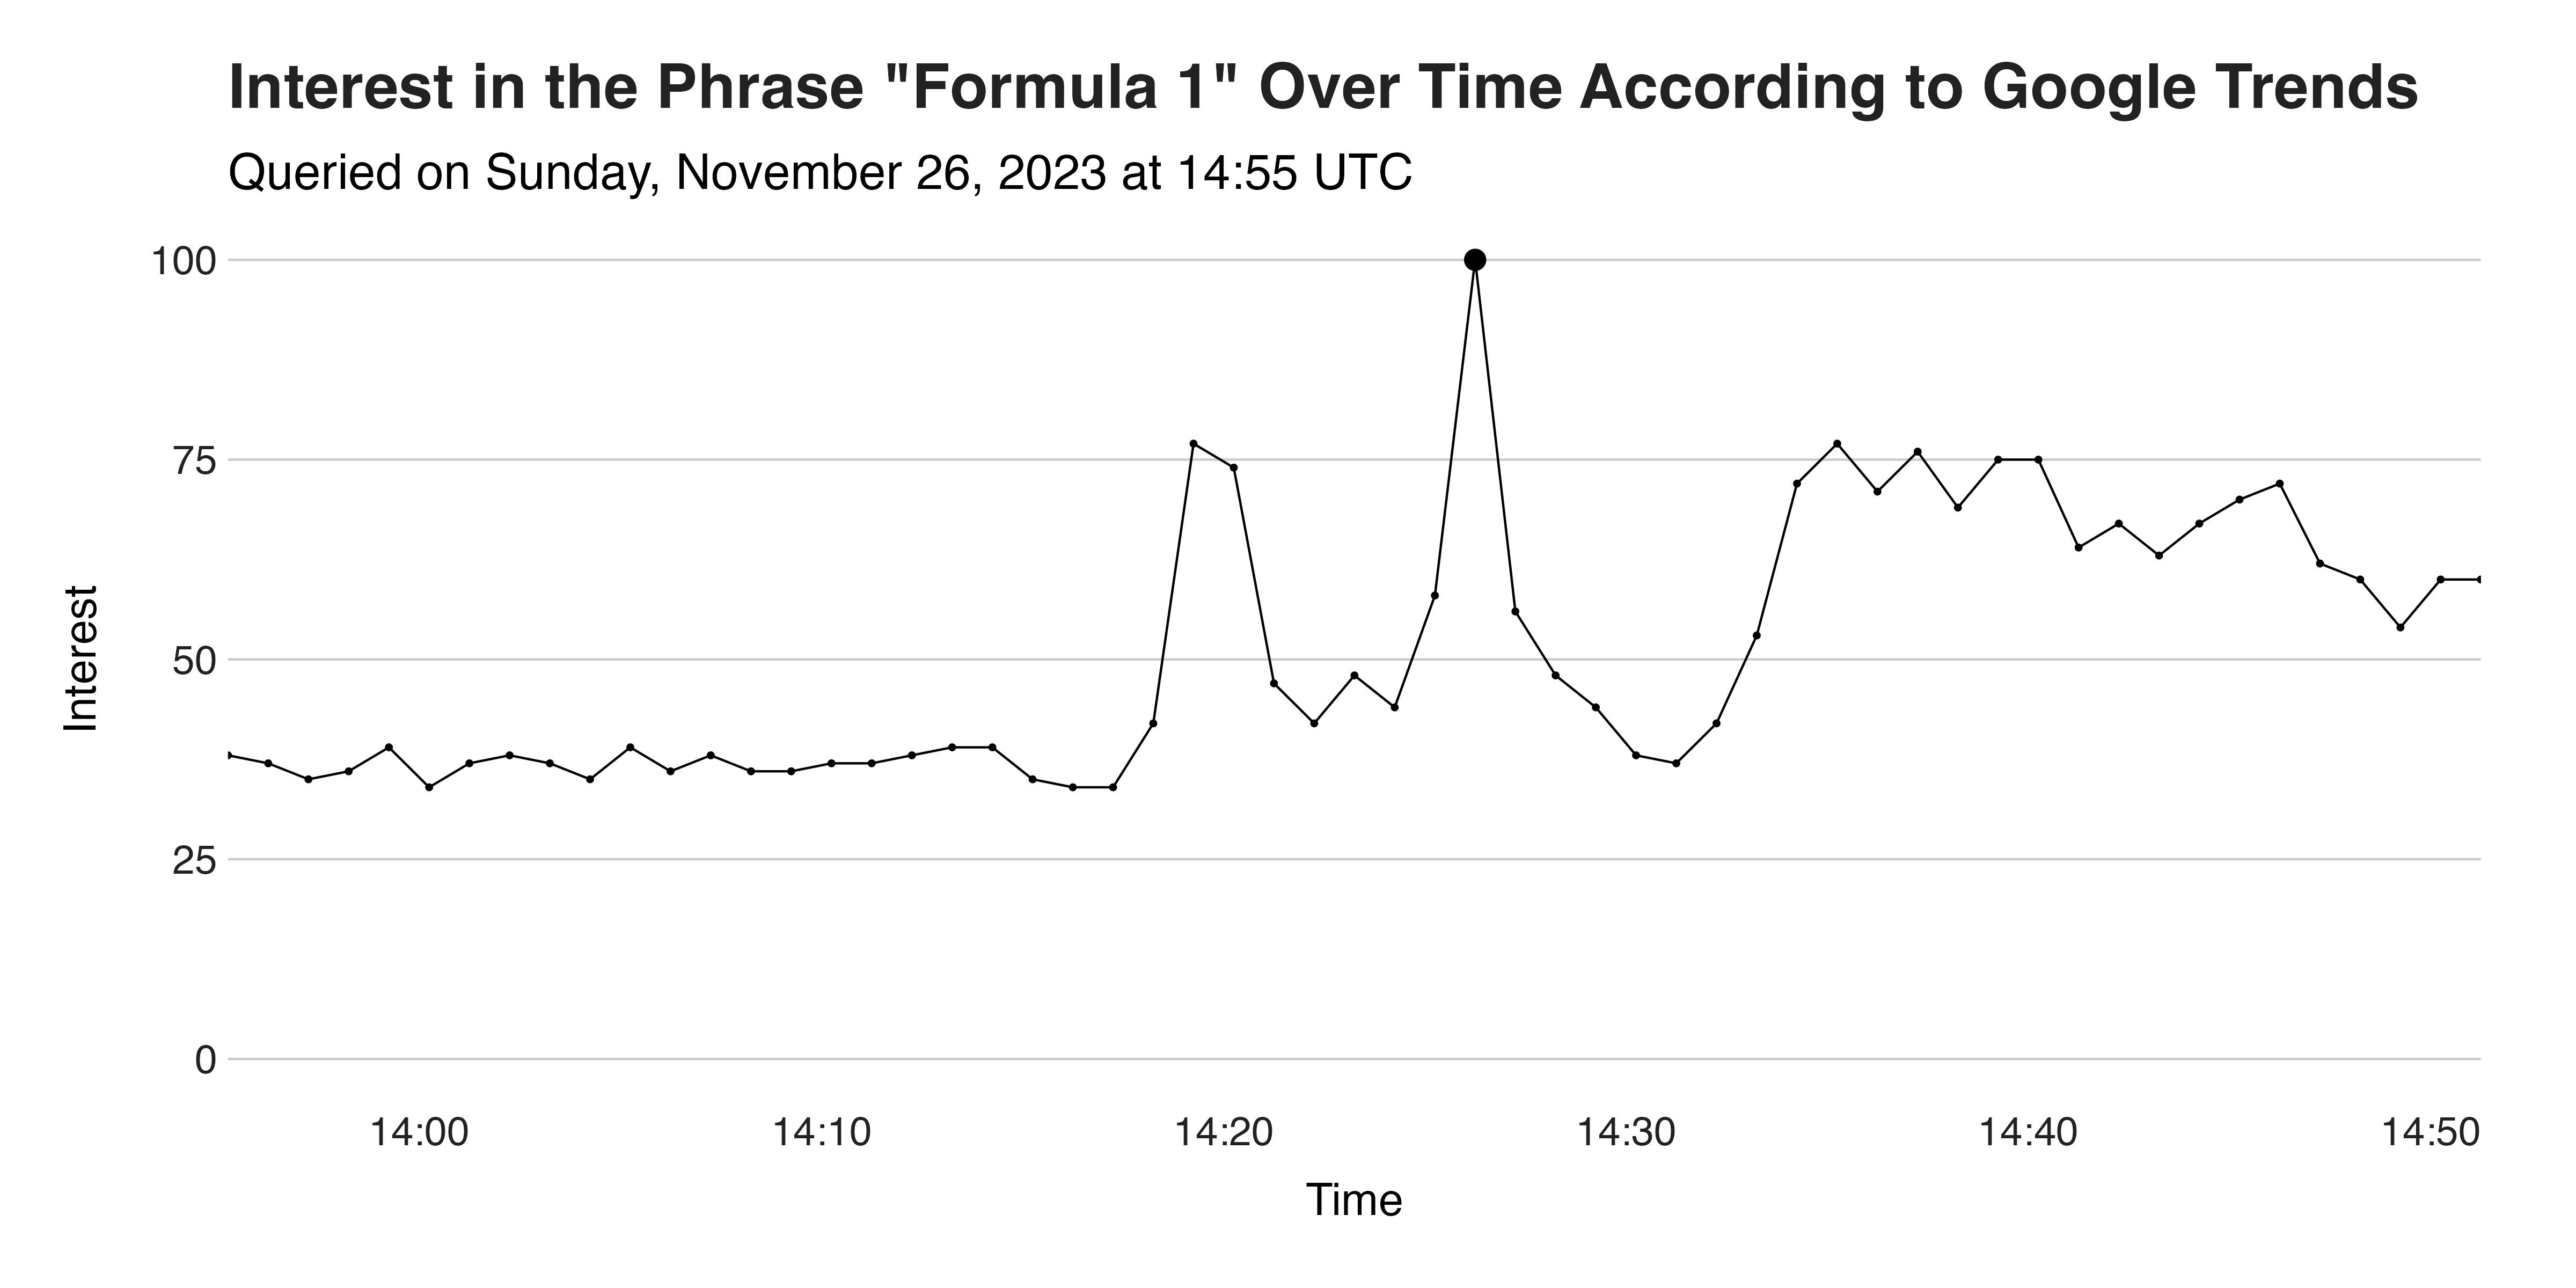 Interest in the Phrase "Formula 1" Over Time According to Google Trends
Queried on Sunday, November 26, 2023 at 14:55 UTC
100
75
50
25
0
Interest
14:00 14:10 14:20 14:30 14:40 14:50
Time